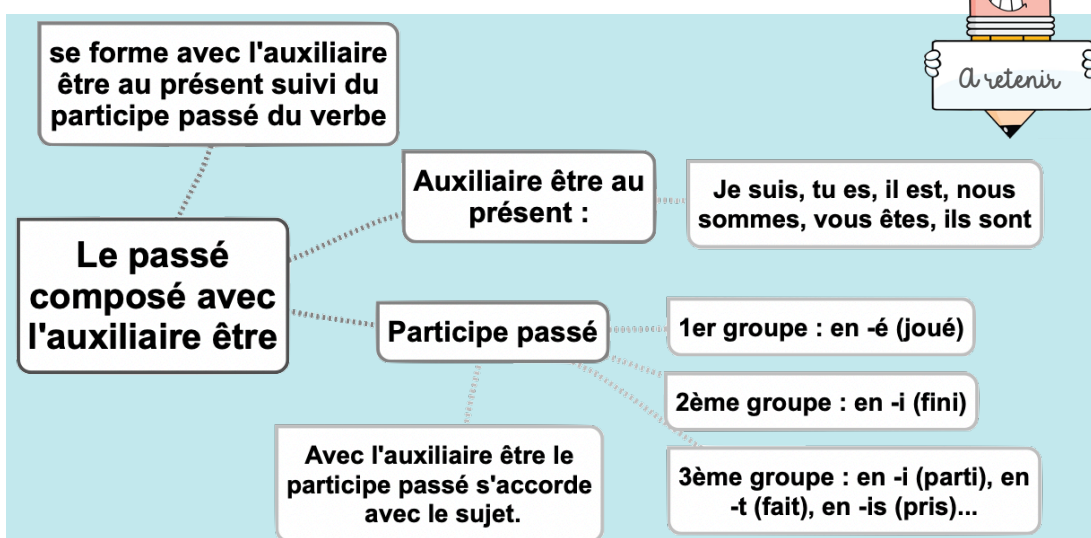 se forme avec l'auxiliaire
être au présent suivi du
participe passé du verbe
A retenir
Auxiliaire être au
présent :
Je suis, tu es, il est, nous
sommes, vous êtes, ils sont
Le passé
composé avec
l'auxiliaire être
Participe passé
1er groupe : en -é (joué)
2ème groupe : en -i (fini)
Avec l'auxiliaire être le
participe passé s'accorde
avec le sujet.
3ème groupe : en -i (parti), en
-t (fait), en -is (pris)...